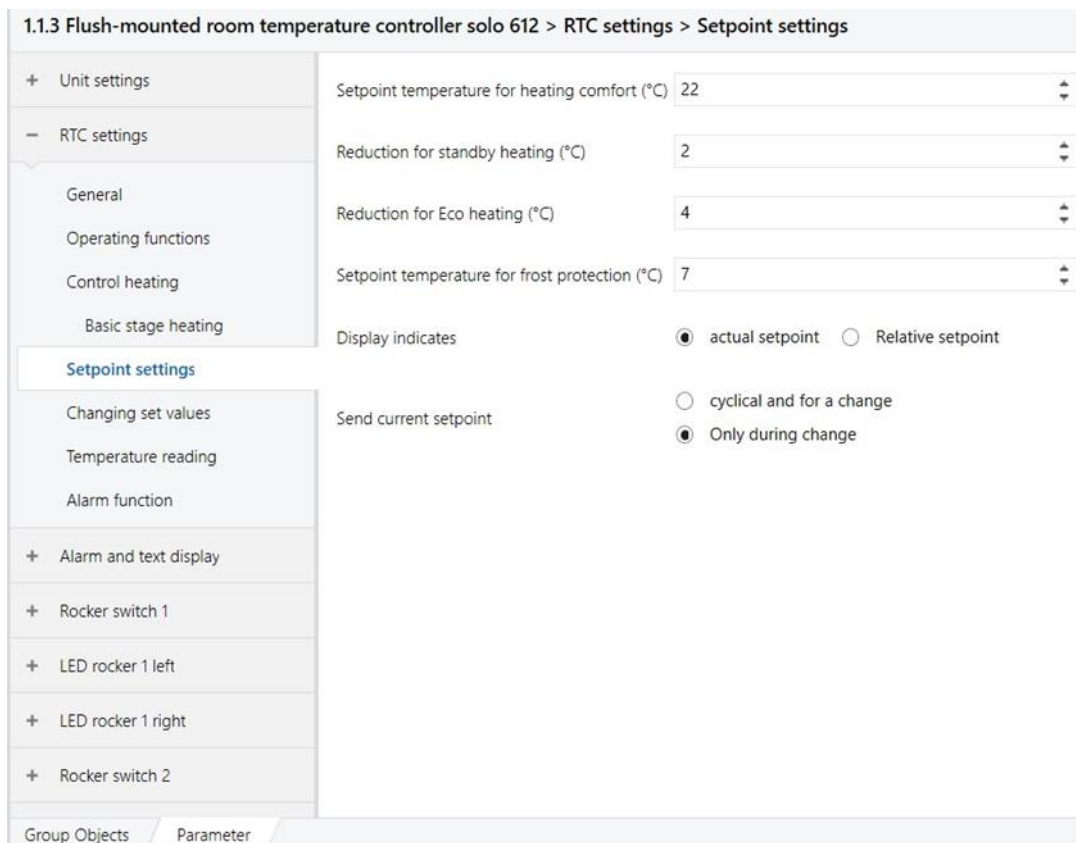 1.1.3 Flush-mounted room temperature controller solo 612 > RTC settings > Setpoint settings
+ Unit settings
− RTC settings
General
Operating functions
Control heating
Basic stage heating
Setpoint settings
Changing set values
Temperature reading
Alarm function
+ Alarm and text display
+ Rocker switch 1
+ LED rocker 1 left
+ LED rocker 1 right
+ Rocker switch 2
Setpoint temperature for heating comfort (°C) 22
Reduction for standby heating (°C) 2
Reduction for Eco heating (°C) 4
Setpoint temperature for frost protection (°C) 7
Display indicates actual setpoint Relative setpoint
Send current setpoint
cyclical and for a change
Only during change
Group Objects Parameter